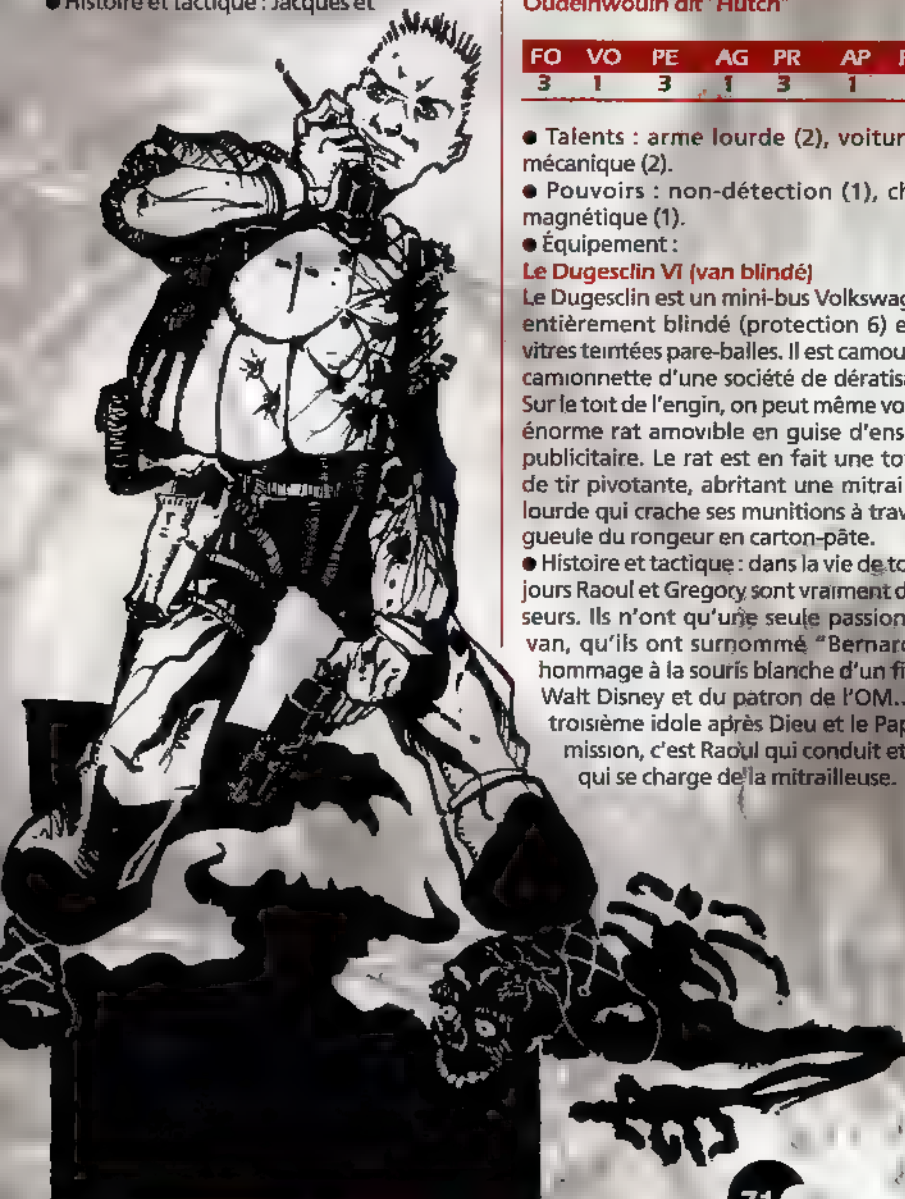 ● Histoire et tactique : Jacques et
Oudeinwouin dit "Hutch"
FO VO PE AG PR AP
3 1 3 1 3 1
● Talents : arme lourde (2), voitur
mécanique (2).
● Pouvoirs : non-détection (1), ch
magnétique (1).
● Équipement :
Le Dugesclin VI (van blindé)
Le Dugesclin est un mini-bus Volkswag
entièrement blindé (protection 6) e
vitres teintées pare-balles. Il est camou
camionnette d'une société de dératisa
Sur le toit de l'engin, on peut même vo
énorme rat amovible en guise d'ens
publicitaire. Le rat est en fait une to
de tir pivotante, abritant une mitrai
lourde qui crache ses munitions à trav
gueule du rongeur en carton-pâte.
● Histoire et tactique : dans la vie de to
jours Raoul et Gregory sont vraiment d
seurs. Ils n'ont qu'une seule passion
van, qu'ils ont surnommé "Bernard
hommage à la souris blanche d'un fi
Walt Disney et du patron de l'OM...
troisième idole après Dieu et le Pap
mission, c'est Raoul qui conduit et
qui se charge de la mitrailleuse.
71